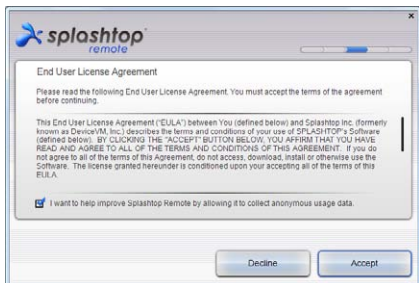 splashtop
remote
End User License Agreement
Please read the following End User License Agreement. You must accept the terms of the agreement
before continuing.
This End User License Agreement ("EULA") between You (defined below) and Splashtop Inc. (formerly
known as DeviceVM, Inc.) describes the terms and conditions of your use of SPLASHTOP's Software
(defined below). BY CLICKING THE "ACCEPT" BUTTON BELOW, YOU AFFIRM THAT YOU HAVE
READ AND AGREE TO ALL OF THE TERMS AND CONDITIONS OF THIS AGREEMENT. If you do
not agree to all of the terms of this Agreement, do not access, download, install or otherwise use the
Software. The license granted hereunder is conditioned upon your accepting all of the terms of this
EULA.
I want to help improve Splashtop Remote by allowing it to collect anonymous usage data.
Decline Accept